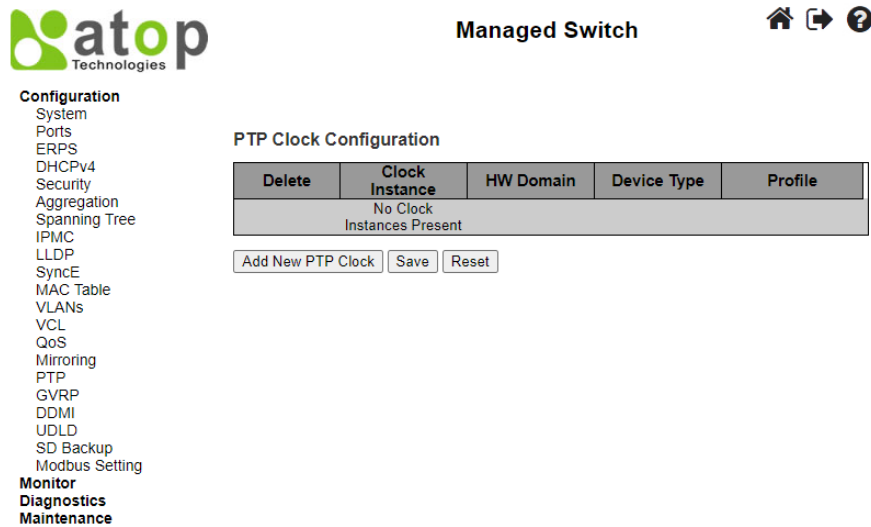 atop
Technologies
Managed Switch
?
Configuration
System
Ports
ERPS
DHCPv4
Security
Aggregation
Spanning Tree
IPMC
LLDP
SyncE
MAC Table
VLANs
VCL
QoS
Mirroring
PTP
GVRP
DDMI
UDLD
SD Backup
Modbus Setting
Monitor
Diagnostics
Maintenance
PTP Clock Configuration
Delete Clock Instance HW Domain Device Type Profile
No Clock
Instances Present
Add New PTP Clock Save Reset